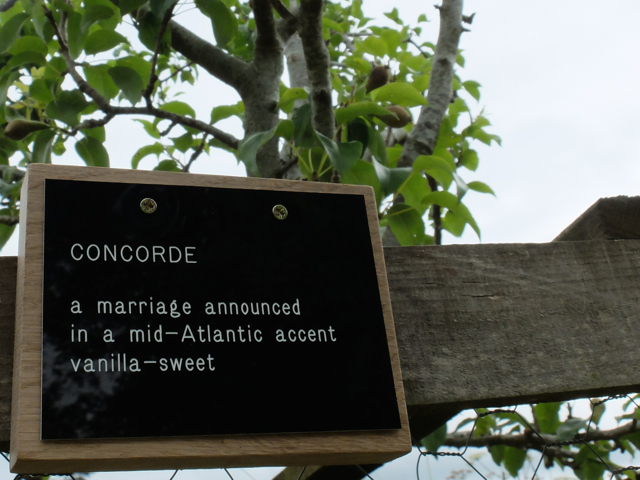 CONCORDE
a marriage announced
in a mid-Atlantic accent
vanilla-sweet